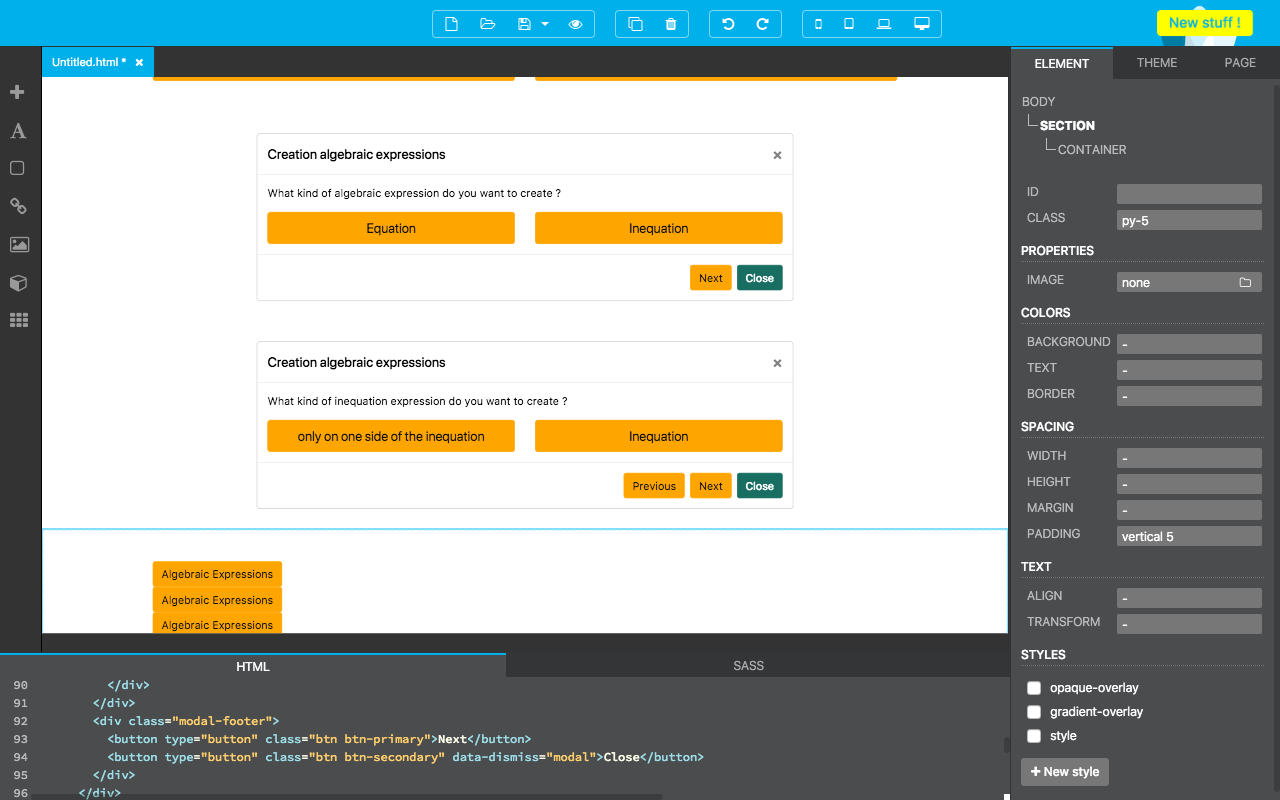 New stuff !
Untitled.html *
ELEMENT THEME PAGE
BODY
SECTION
CONTAINER
ID
CLASS py-5
PROPERTIES
IMAGE none
COLORS
BACKGROUND -
TEXT -
BORDER -
SPACING
WIDTH -
HEIGHT -
MARGIN -
PADDING vertical 5
TEXT
ALIGN -
TRANSFORM -
STYLES
opaque-overlay
gradient-overlay
style
+ New style
Creation algebraic expressions ×
What kind of algebraic expression do you want to create ?
Equation Inequation
Next Close
Creation algebraic expressions ×
What kind of inequation expression do you want to create ?
only on one side of the inequation Inequation
Previous Next Close
Algebraic Expressions
Algebraic Expressions
Algebraic Expressions
HTML SASS
90 </div>
91 </div>
92 <div class="modal-footer">
93 <button type="button" class="btn btn-primary">Next</button>
94 <button type="button" class="btn btn-secondary" data-dismiss="modal">Close</button>
95 </div>
96 </div>